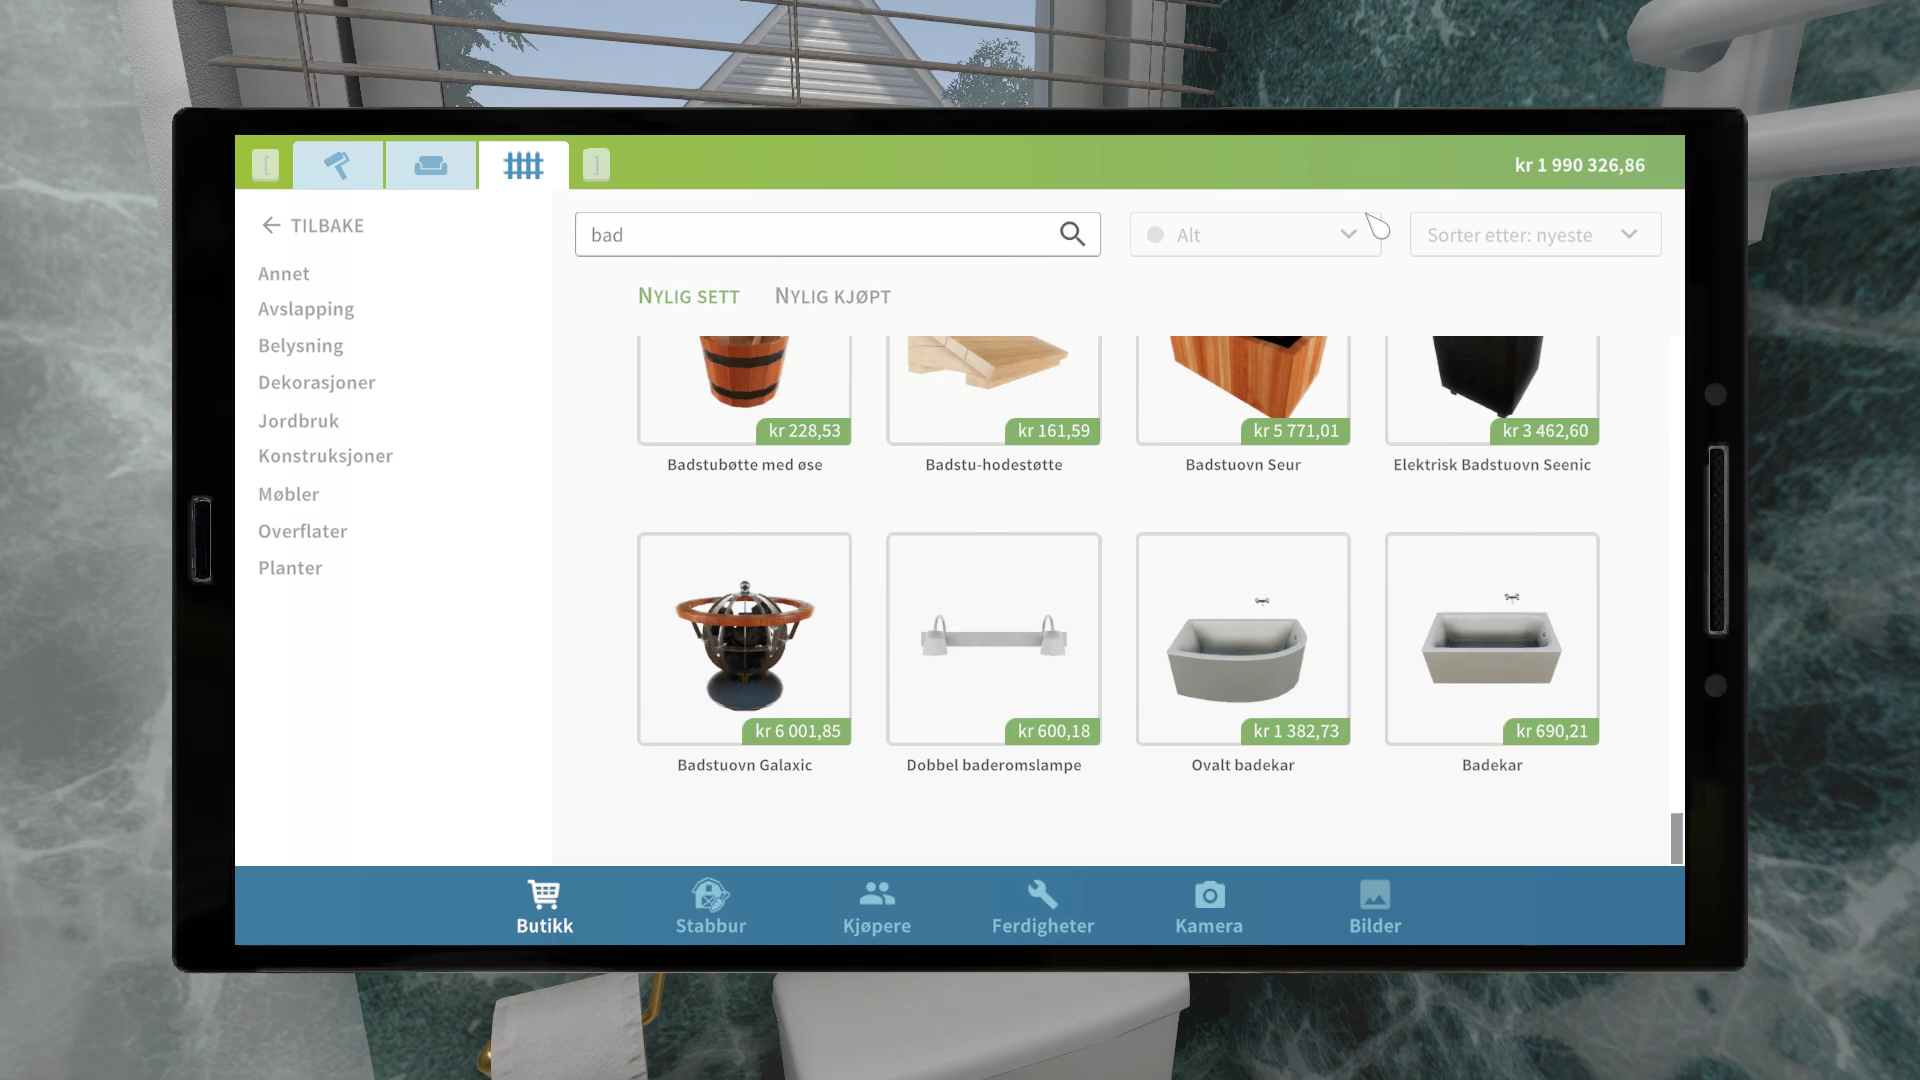 [
]
kr 1 990 326,86
TILBAKE
Annet
Avslapping
Belysning
Dekorasjoner
Jordbruk
Konstruksjoner
Møbler
Overflater
Planter
bad
Alt
Sorter etter: nyeste
NYLIG SETT
NYLIG KJØPT
kr 228,53
kr 161,59
kr 5 771,01
kr 3 462,60
Badstubøtte med øse
Badstu-hodestøtte
Badstuovn Seur
Elektrisk Badstuovn Seenic
kr 6 001,85
kr 600,18
kr 1 382,73
kr 690,21
Badstuovn Galaxic
Dobbel baderomslampe
Ovalt badekar
Badekar
Butikk
Stabbur
Kjøpere
Ferdigheter
Kamera
Bilder